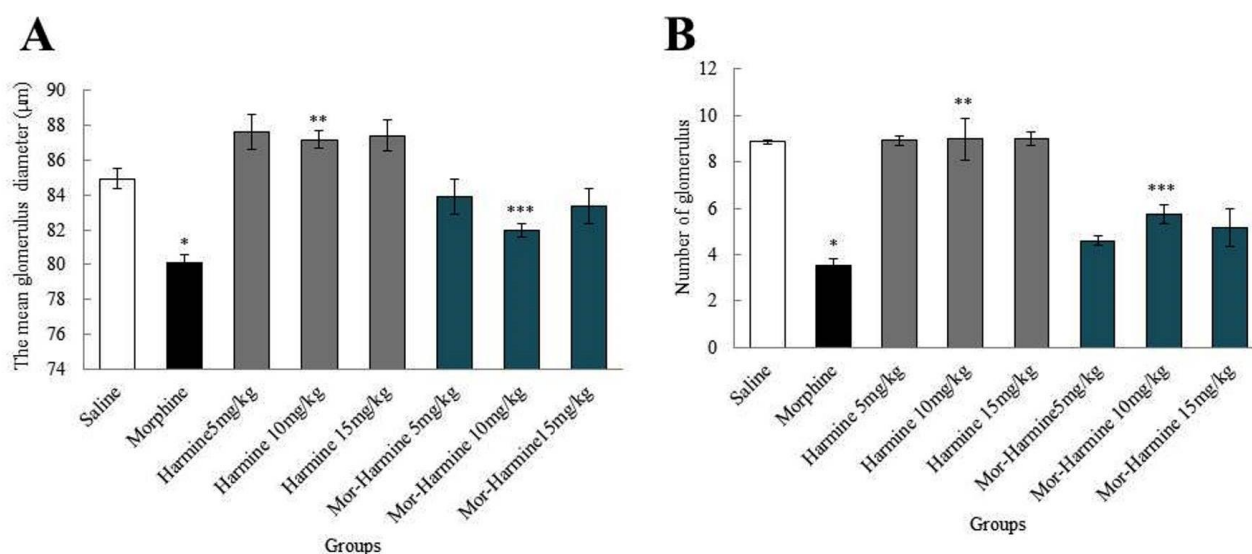 A
The mean glomerulus diameter (µm)
90
88
86
84
82
80
78
76
74
*
**
***
Saline
Morphine
Harmine5mg/kg
Harmine 10mg/kg
Harmine 15mg/kg
Mor-Harmine 5mg/kg
Mor-Harmine 10mg/kg
Mor-Harmine15mg/kg
Groups
B
Number of glomerulus
12
10
8
6
4
2
0
*
**
***
Saline
Morphine
Harmine 5mg/kg
Harmine 10mg/kg
Harmine 15mg/kg
Mor-Harmine5mg/kg
Mor-Harmine 10mg/kg
Mor-Harmine 15mg/kg
Groups